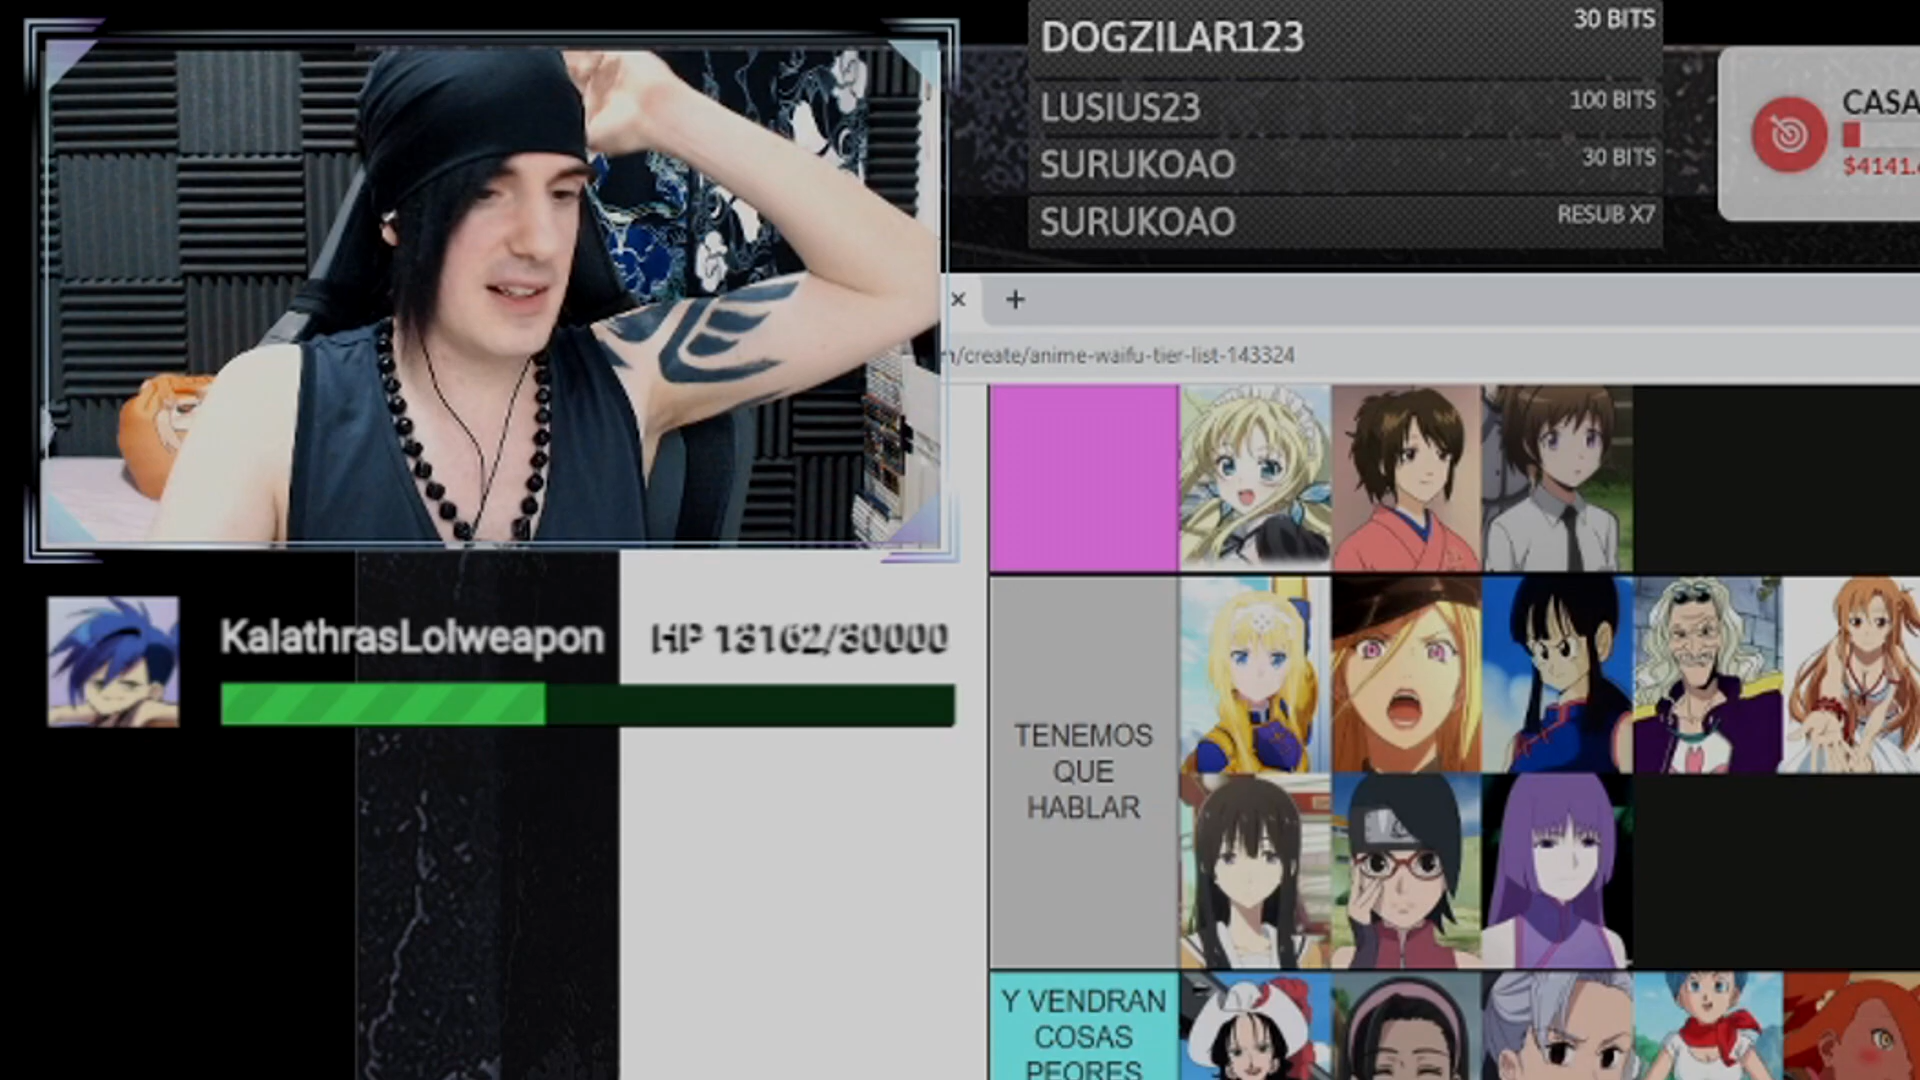 DOGZILAR123 30 BITS
LUSIUS23 100 BITS
SURUKOAO 30 BITS
SURUKOAO RESUB X7
CASA
$4141.
/create/anime-waifu-tier-list-143324
KalathrasLolweapon HP 13162/30000
TENEMOS
QUE
HABLAR
Y VENDRAN
COSAS
PEORES